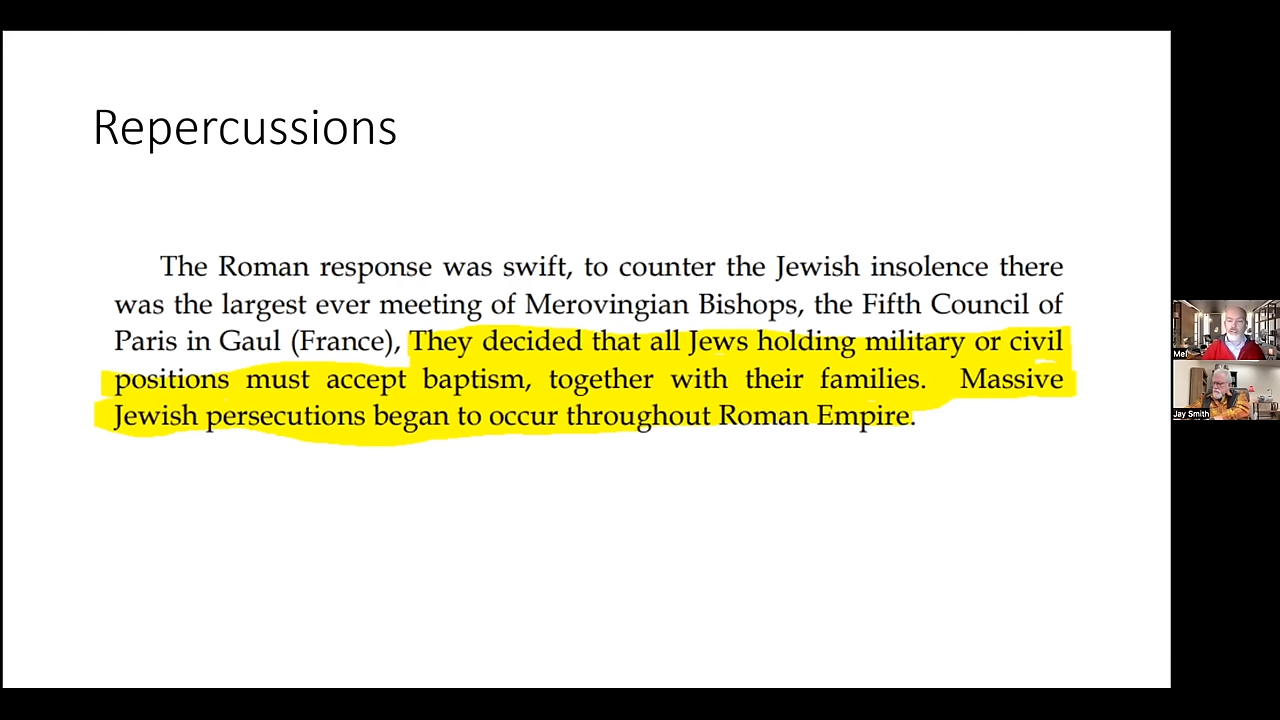 Repercussions
The Roman response was swift, to counter the Jewish insolence there
was the largest ever meeting of Merovingian Bishops, the Fifth Council of
Paris in Gaul (France), They decided that all Jews holding military or civil
positions must accept baptism, together with their families. Massive
Jewish persecutions began to occur throughout Roman Empire.
Mel
Jay Smith